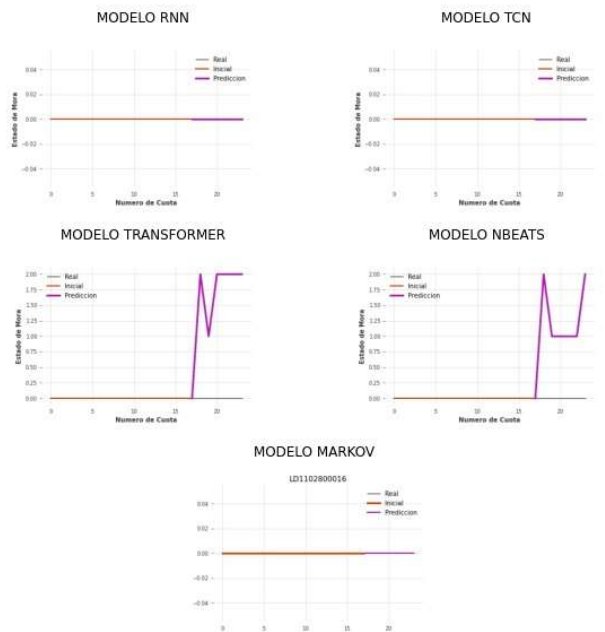 MODELO RNN
Real
Inicial
Prediccion
0.04
0.02
0.00
−0.02
−0.04
Estado de Mora
0 5 10 15 20
Numero de Cuota
MODELO TCN
Real
Inicial
Prediccion
0.04
0.02
0.00
−0.02
−0.04
Estado de Mora
0 5 10 15 20
Numero de Cuota
MODELO TRANSFORMER
Real
Inicial
Prediccion
2.00
1.75
1.50
1.25
1.00
0.75
0.50
0.25
0.00
Estado de Mora
0 5 10 15 20
Numero de Cuota
MODELO NBEATS
Real
Inicial
Prediccion
2.00
1.75
1.50
1.25
1.00
0.75
0.50
0.25
0.00
Estado de Mora
0 5 10 15 20
Numero de Cuota
MODELO MARKOV
LD1102800016
Real
Inicial
Prediccion
0.04
0.02
0.00
−0.02
−0.04
0 5 10 15 20